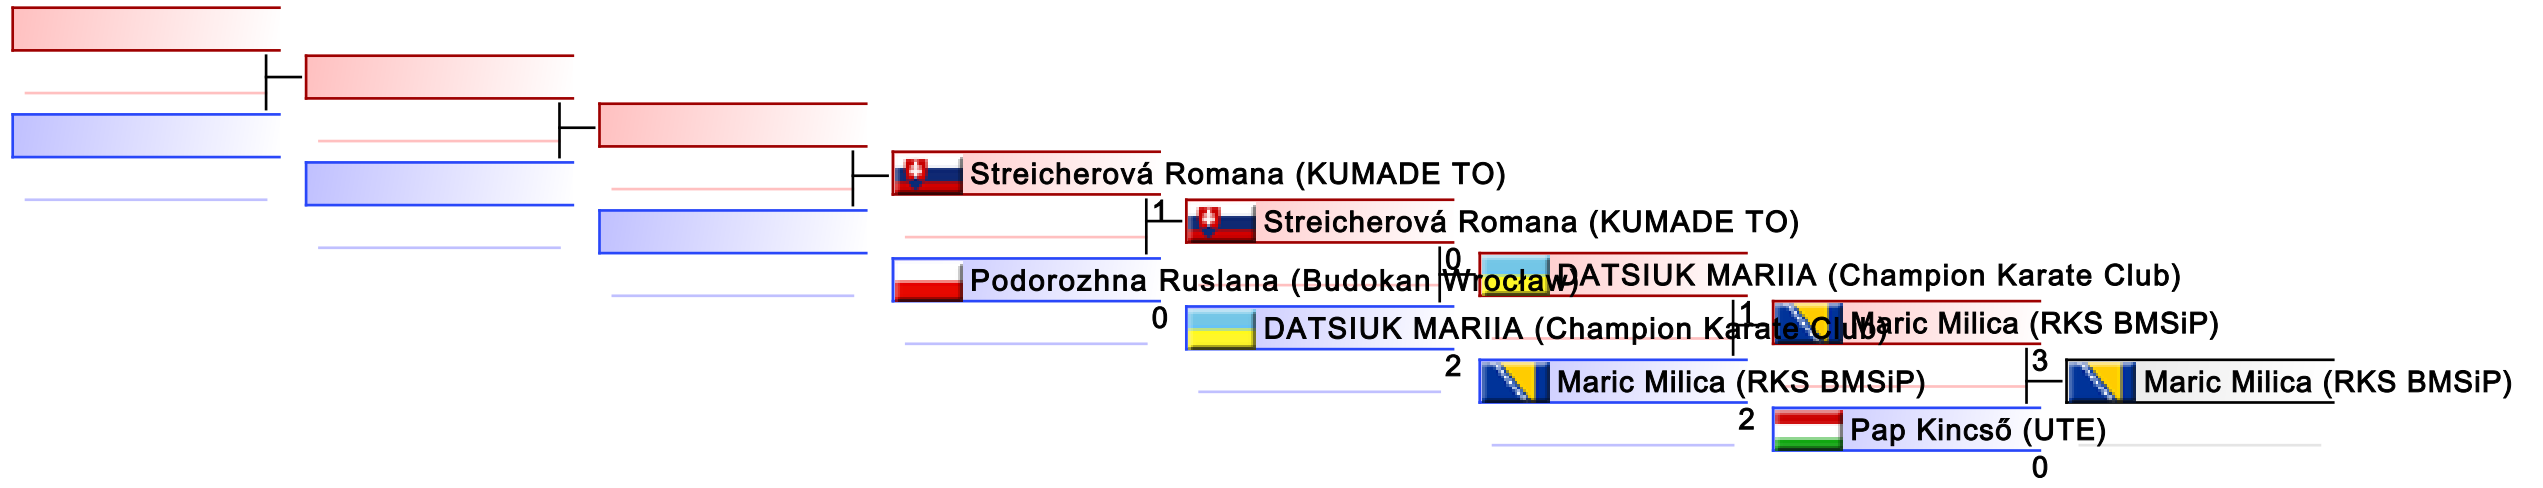 Streicherová Romana (KUMADE TO)
1
Streicherová Romana (KUMADE TO)
Podorozhna Ruslana (Budokan Wrocław)
0
0
DATSIUK MARIIA (Champion Karate Club)
DATSIUK MARIIA (Champion Karate Club)
2
1
Maric Milica (RKS BMSiP)
Maric Milica (RKS BMSiP)
2
3
Maric Milica (RKS BMSiP)
Pap Kincső (UTE)
0